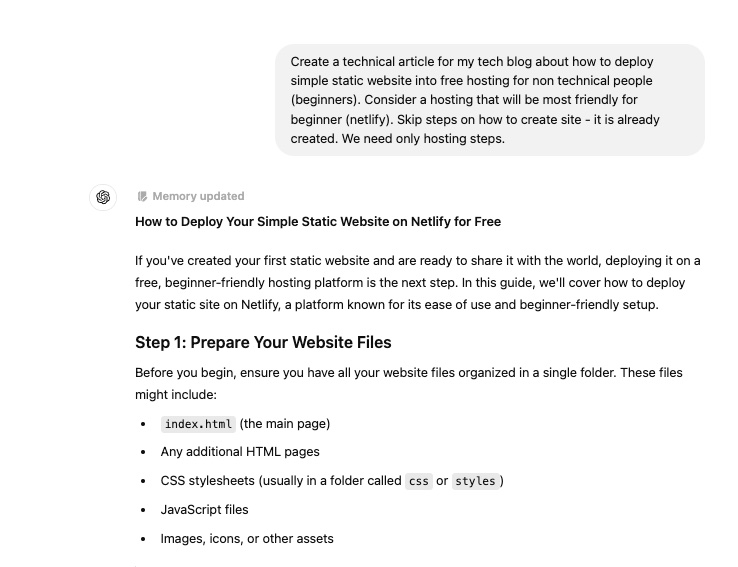 Create a technical article for my tech blog about how to deploy
simple static website into free hosting for non technical people
(beginners). Consider a hosting that will be most friendly for
beginner (netlify). Skip steps on how to create site - it is already
created. We need only hosting steps.
Memory updated
How to Deploy Your Simple Static Website on Netlify for Free
If you've created your first static website and are ready to share it with the world, deploying it on a
free, beginner-friendly hosting platform is the next step. In this guide, we'll cover how to deploy
your static site on Netlify, a platform known for its ease of use and beginner-friendly setup.
Step 1: Prepare Your Website Files
Before you begin, ensure you have all your website files organized in a single folder. These files
might include:
• index.html (the main page)
• Any additional HTML pages
• CSS stylesheets (usually in a folder called css or styles)
• JavaScript files
• Images, icons, or other assets